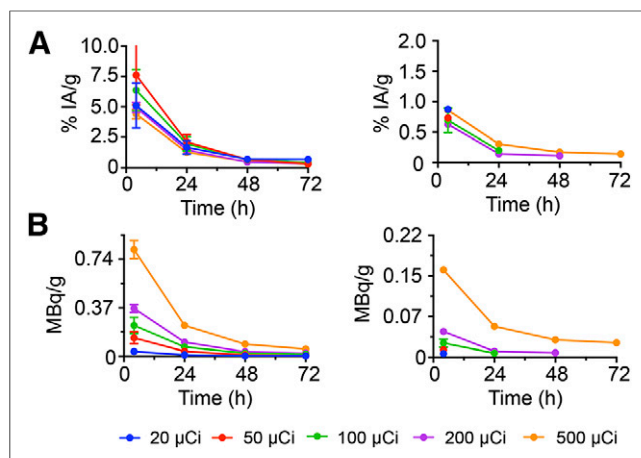 A
10.0
7.5
5.0
2.5
0
% IA/g
0 24 48 72
Time (h)
2.0
1.5
1.0
0.5
0
% IA/g
0 24 48 72
Time (h)
B
0.74
0.37
0
MBq/g
0 24 48 72
Time (h)
0.22
0.15
0.07
0
MBq/g
0 24 48 72
Time (h)
20 µCi 50 µCi 100 µCi 200 µCi 500 µCi